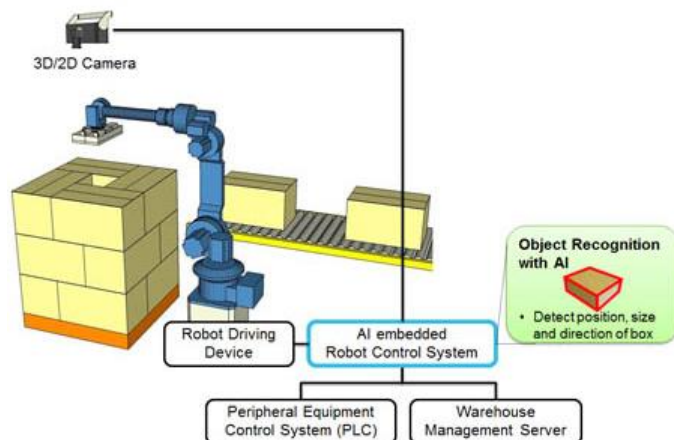 3D/2D Camera
Object Recognition
with AI
• Detect position, size
and direction of box
Robot Driving
Device
AI embedded
Robot Control System
Peripheral Equipment
Control System (PLC)
Warehouse
Management Server